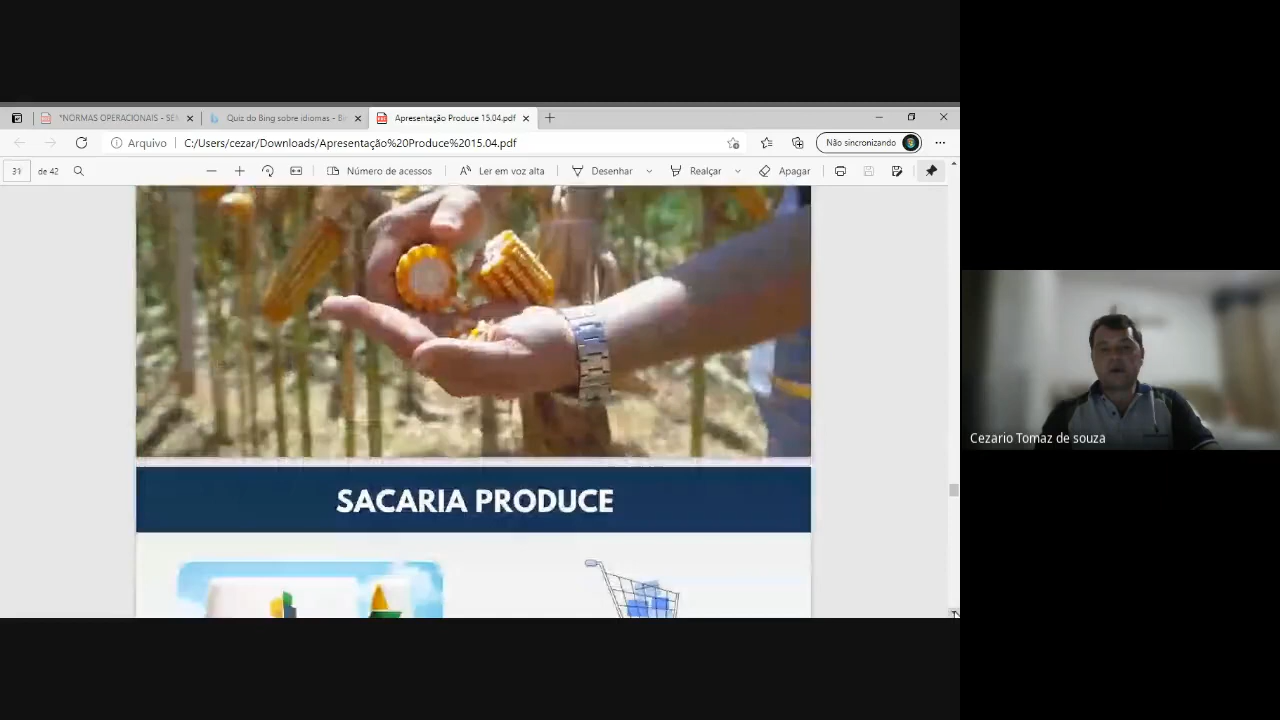 *NORMAS OPERACIONAIS - SEM
Quiz do Bing sobre idiomas - Bi
Apresentação Produce 15.04.pdf
Arquivo
C:/Users/cezar/Downloads/Apresentação%20Produce%2015.04.pdf
Não sincronizando
31
de 42
Número de acessos
Ler em voz alta
Desenhar
Realçar
Apagar
SACARIA PRODUCE
Cezario Tomaz de souza